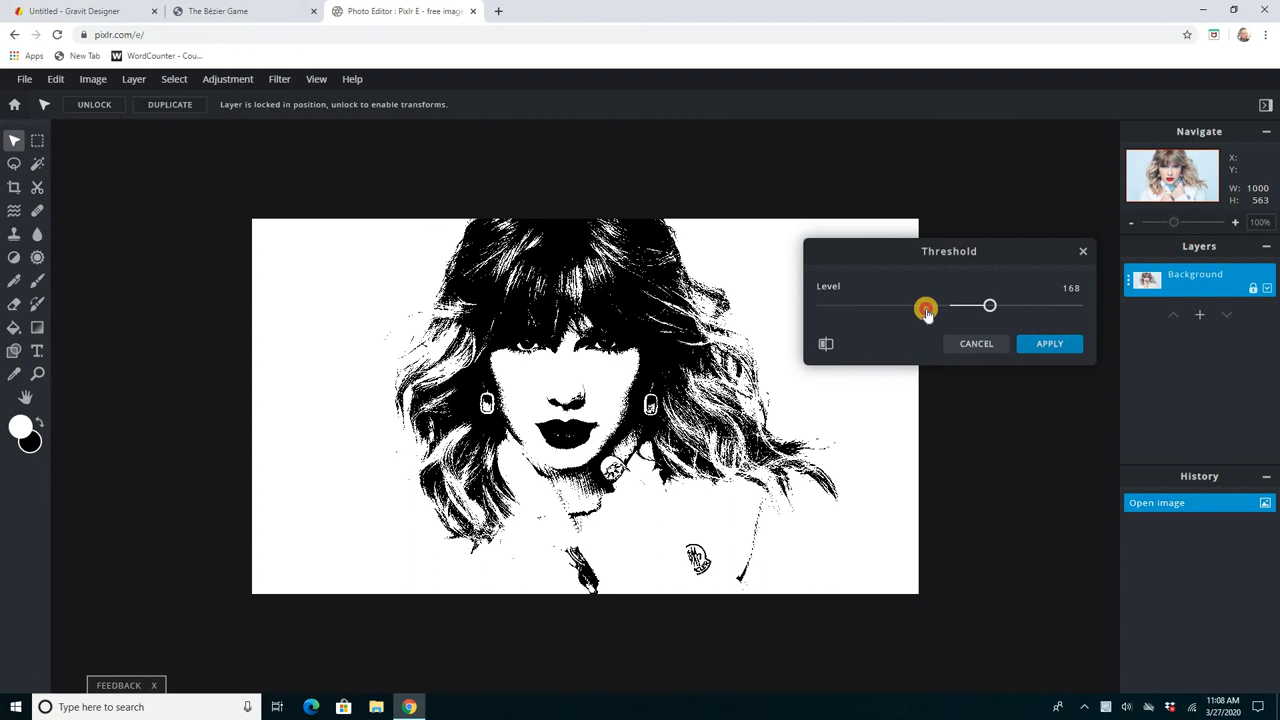 Untitled - Gravit Designer
The Bézier Game
Photo Editor : Pixlr E - free image
pixlr.com/e/
Apps
New Tab
WordCounter - Cou...
File Edit Image Layer Select Adjustment Filter View Help
UNLOCK
DUPLICATE
Layer is locked in position, unlock to enable transforms.
Navigate
X:
Y:
W: 1000
H: 563
100%
Layers
Background
History
Open image
Threshold
Level
168
CANCEL
APPLY
FEEDBACK X
Type here to search
11:08 AM
3/27/2020